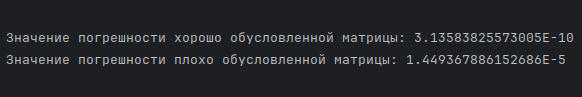 Значение погрешности хорошо обусловленной матрицы: 3.13583825573005E-10
Значение погрешности плохо обусловленной матрицы: 1.449367886152686E-5